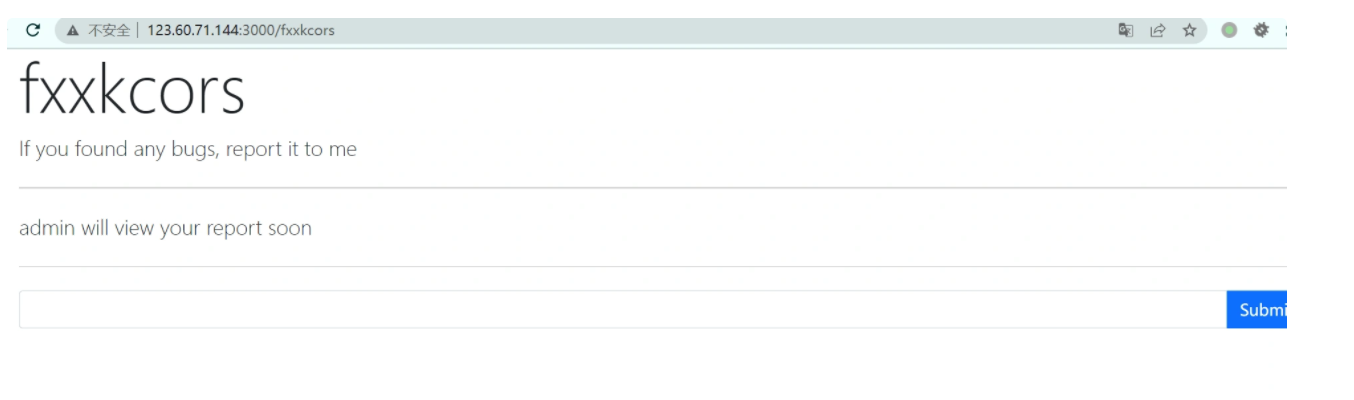 不安全 123.60.71.144:3000/fxxkcors
fxxkcors
If you found any bugs, report it to me
admin will view your report soon
Submi